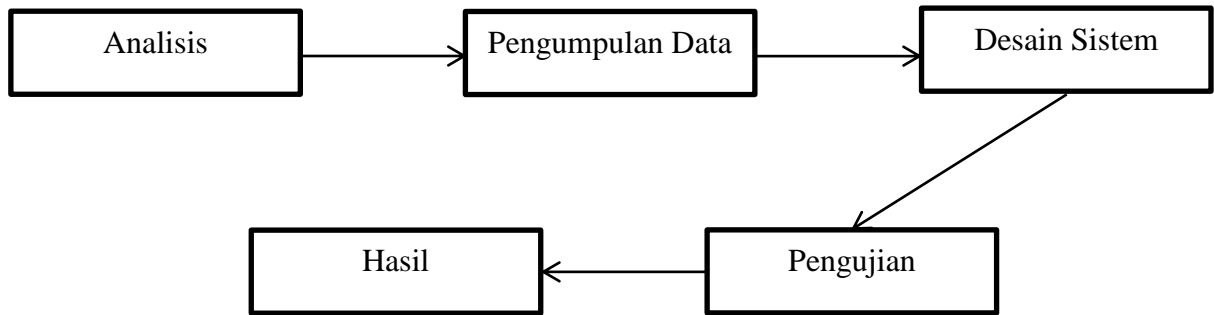 Analisis
Pengumpulan Data
Desain Sistem
Pengujian
Hasil